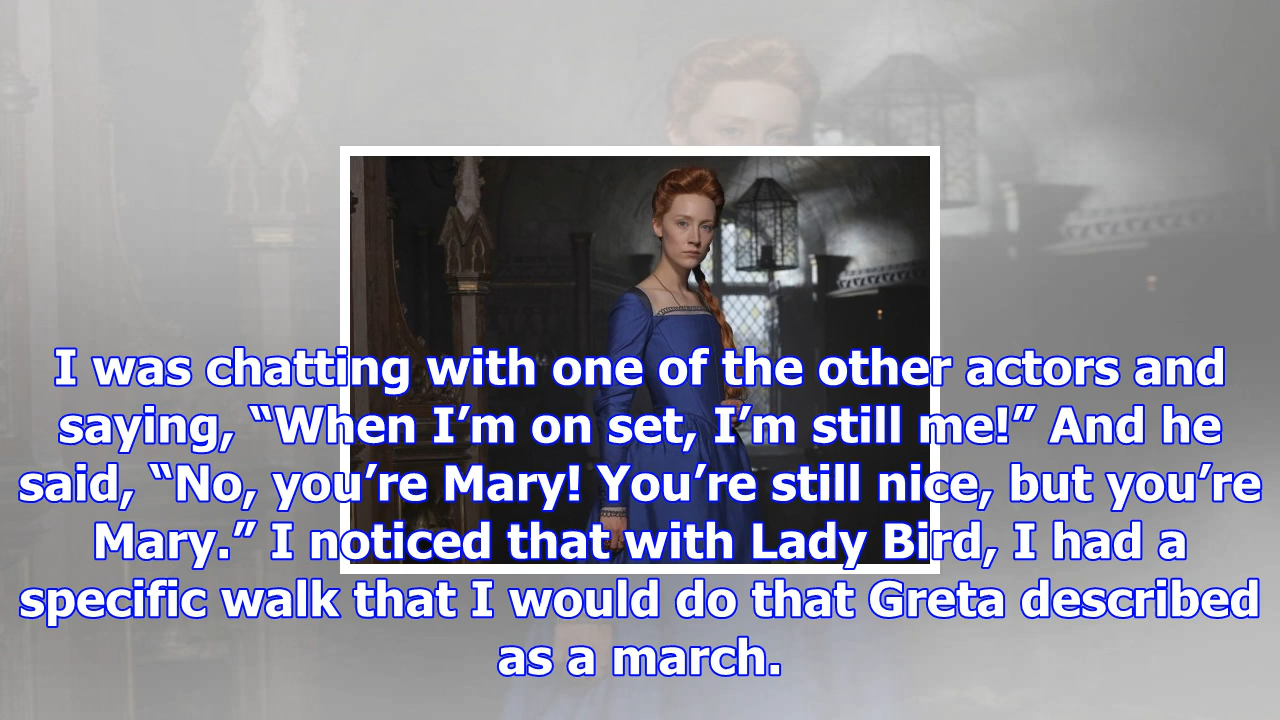 I was chatting with one of the other actors and
saying, “When I’m on set, I’m still me!” And he
said, “No, you’re Mary! You’re still nice, but you’re
Mary.” I noticed that with Lady Bird, I had a
specific walk that I would do that Greta described
as a march.